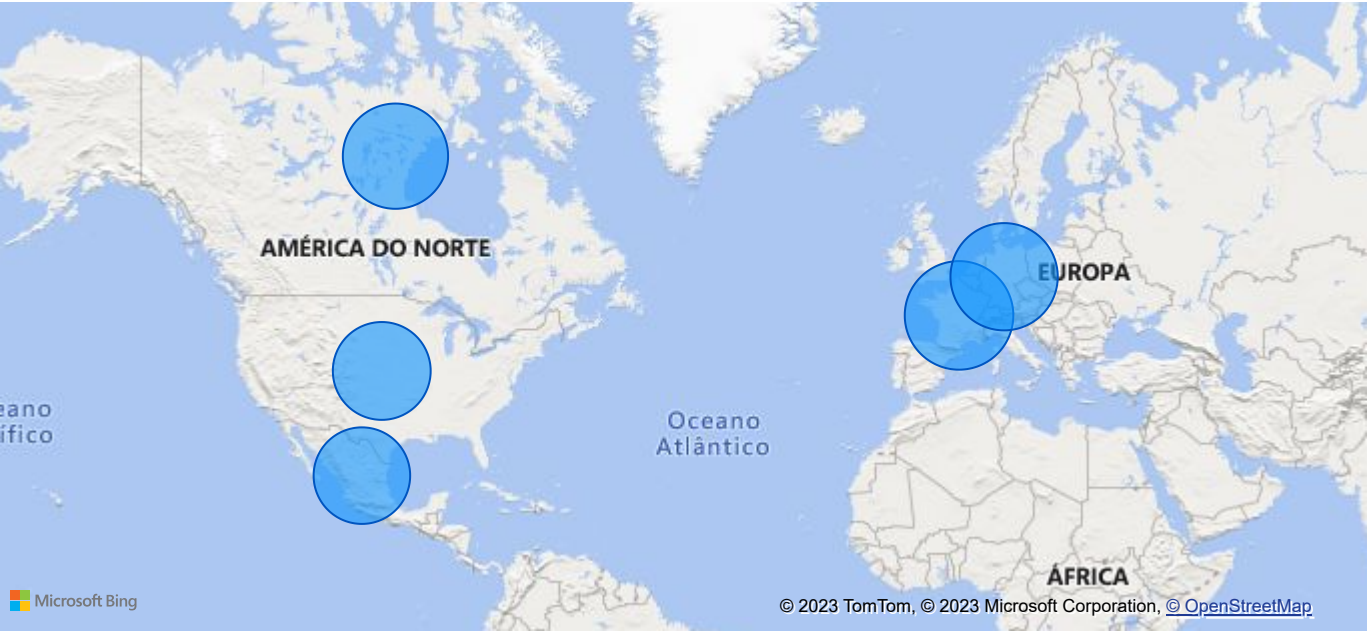 AMÉRICA DO NORTE
EUROPA
eano
ífico
Oceano
Atlântico
ÁFRICA
Microsoft Bing
© 2023 TomTom, © 2023 Microsoft Corporation, © OpenStreetMap